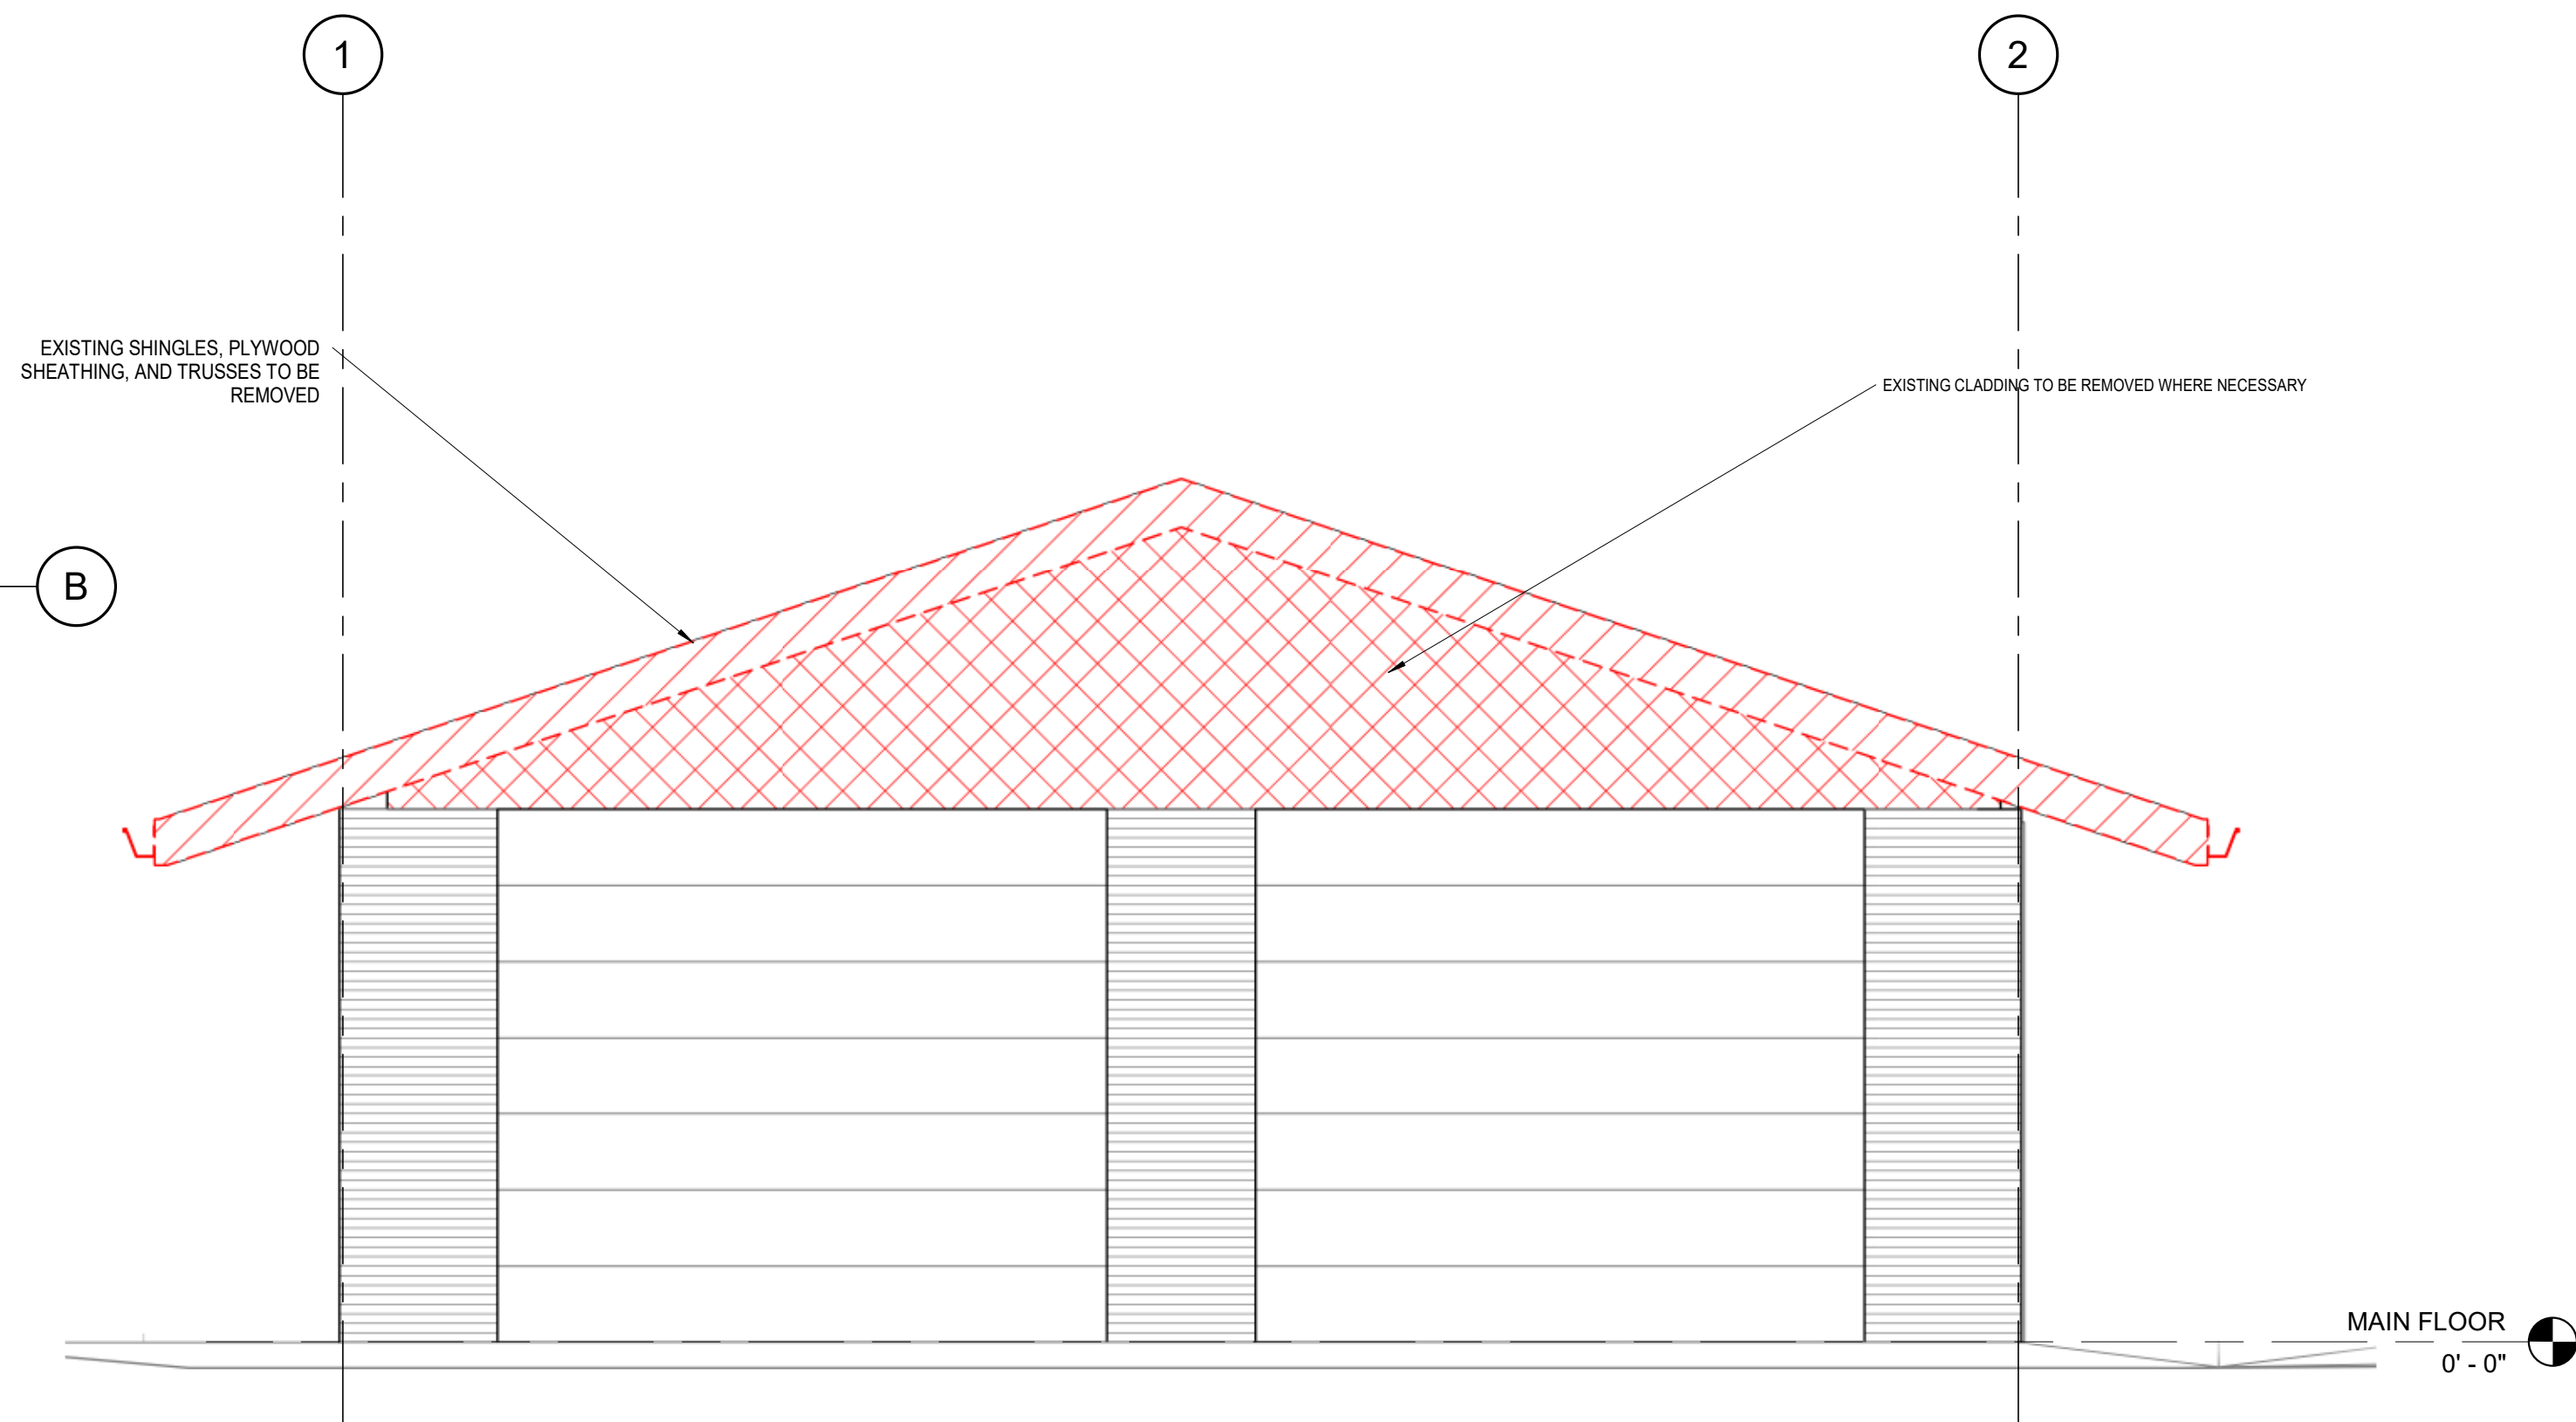 1
2
EXISTING SHINGLES, PLYWOOD
SHEATHING, AND TRUSSES TO BE
REMOVED
EXISTING CLADDING TO BE REMOVED WHERE NECESSARY
B
MAIN FLOOR
0' - 0"